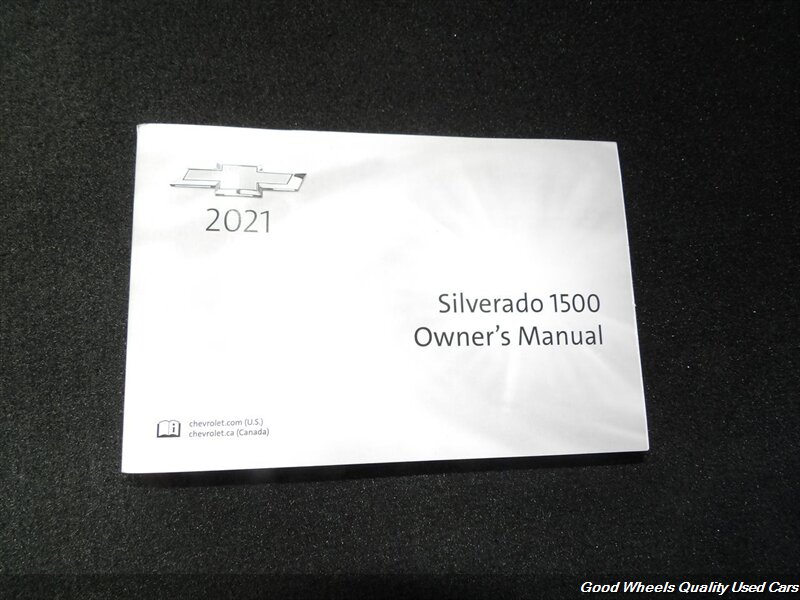 2021
Silverado 1500
Owner's Manual
chevrolet.com (U.S.)
chevrolet.ca (Canada)
Good Wheels Quality Used Cars